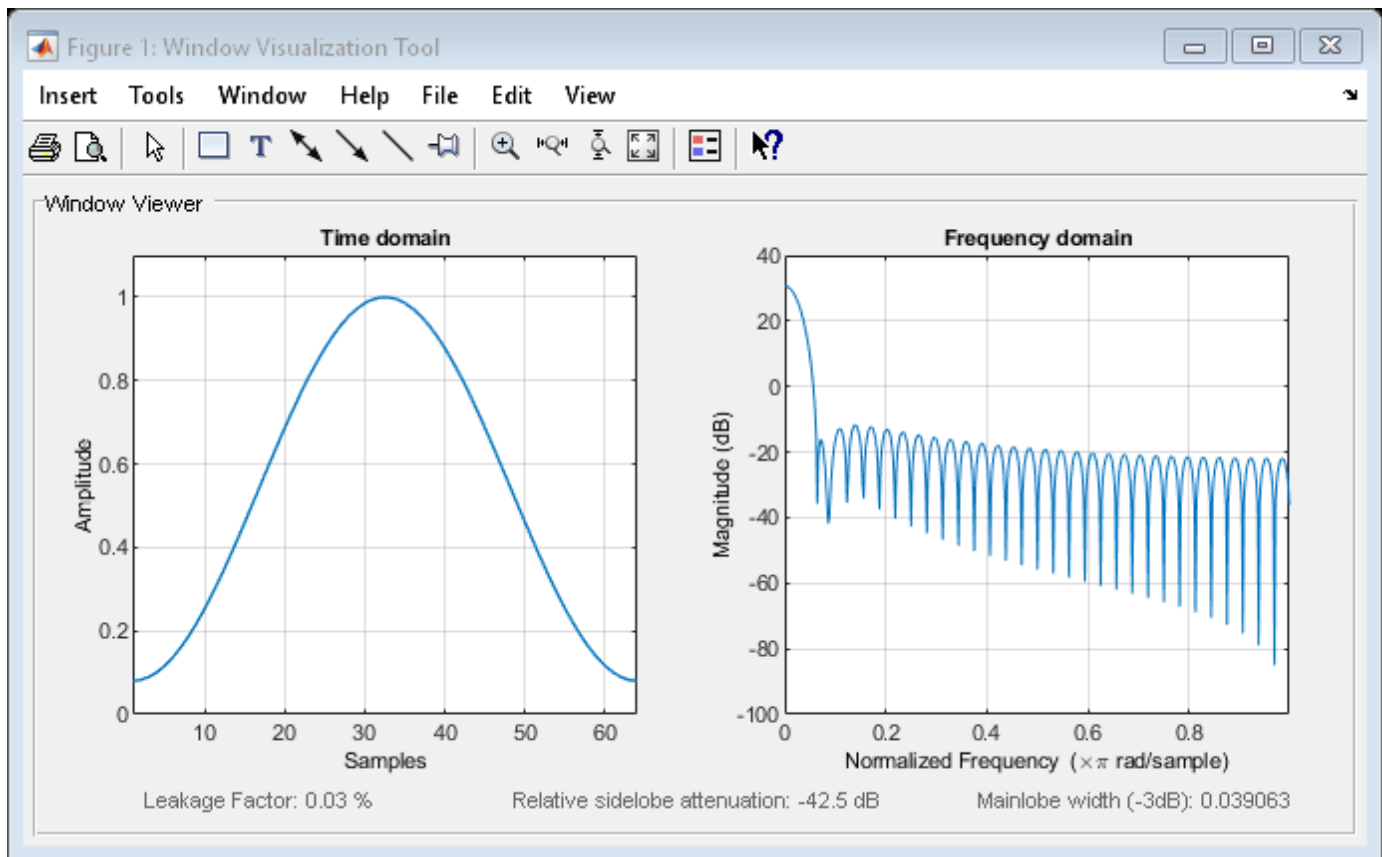 Figure 1: Window Visualization Tool
Insert Tools Window Help File Edit View
T
?
Window Viewer
Time domain
1
0.8
0.6
0.4
0.2
0
Amplitude
10 20 30 40 50 60
Samples
Frequency domain
40
20
0
-20
-40
-60
-80
-100
Magnitude (dB)
0 0.2 0.4 0.6 0.8
Normalized Frequency (×π rad/sample)
Leakage Factor: 0.03 % Relative sidelobe attenuation: -42.5 dB Mainlobe width (-3dB): 0.039063